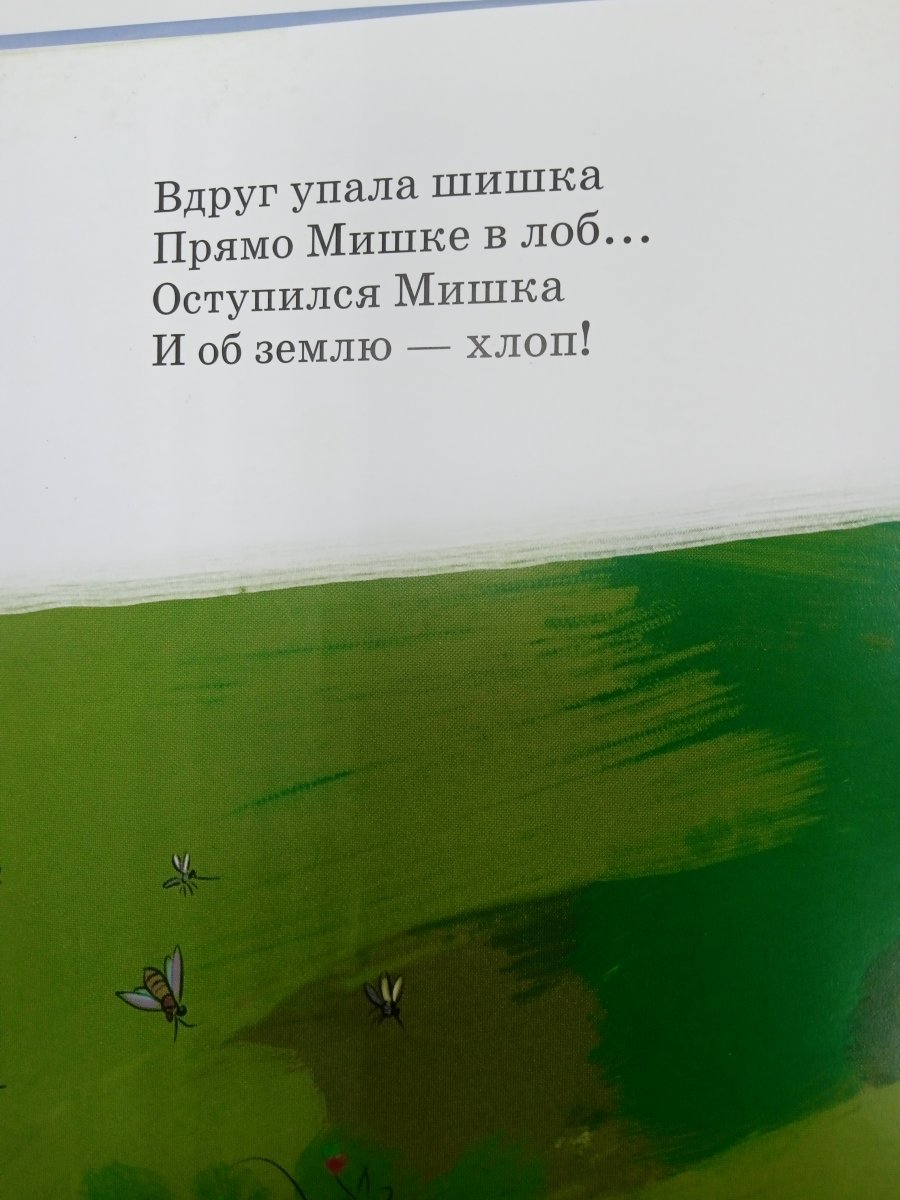 Вдруг упала шишка
Прямо Мишке в лоб...
Оступился Мишка
И об землю — хлоп!